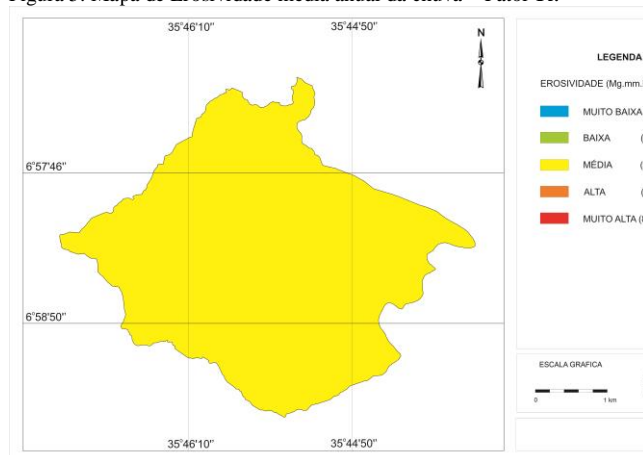 35°46'10" 35°44'50"
N
6°57'46"
6°58'50"
35°46'10" 35°44'50"
LEGENDA
EROSIVIDADE (Mg.mm.
MUITO BAIXA
BAIXA (
MÉDIA (
ALTA (
MUITO ALTA (
ESCALA GRAFICA
0 1 km